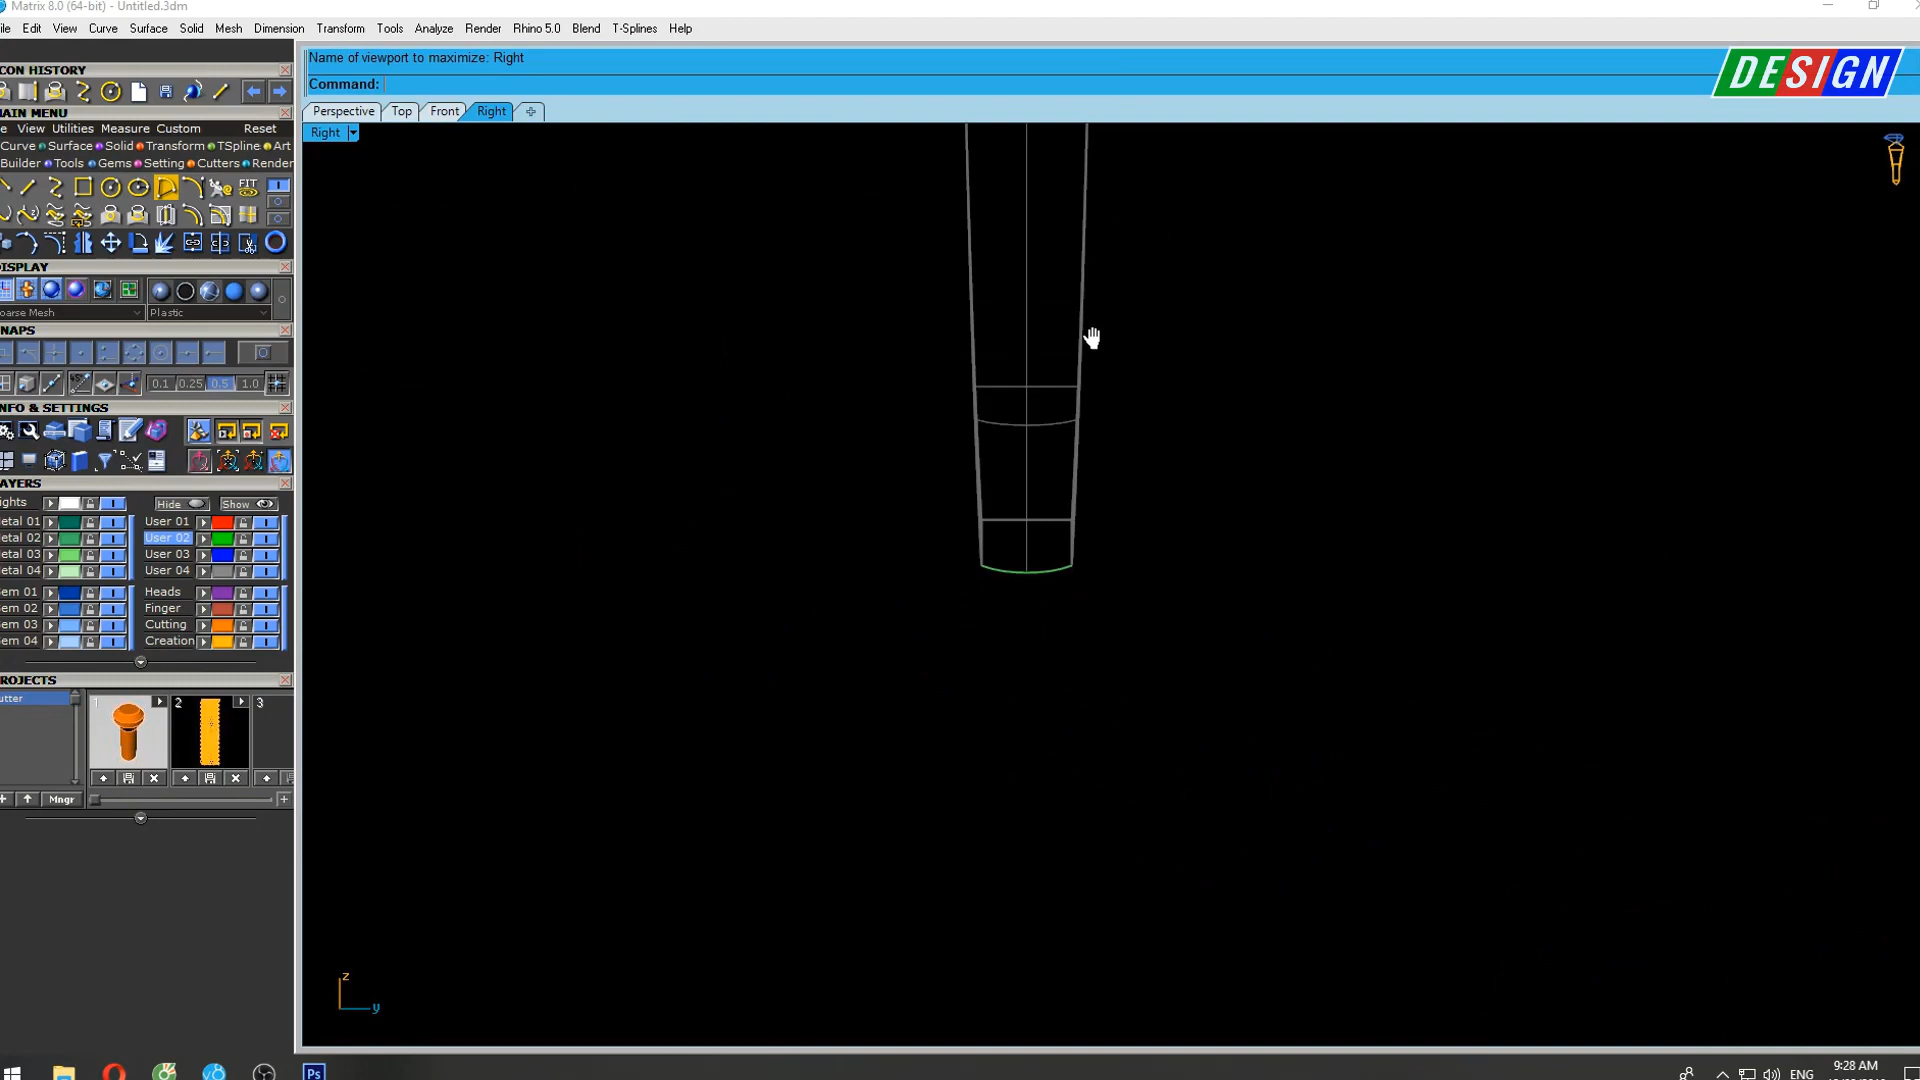 Matrix 8.0 (64-bit) - Untitled.3dm
ile Edit View Curve Surface Solid Mesh Dimension Transform Tools Analyze Render Rhino 5.0 Blend T-Splines Help
CON HISTORY
Name of viewport to maximize: Right
Command:
DESIGN
AIN MENU
Perspective Top Front Right
e View Utilities Measure Custom Reset
Right
Curve Surface Solid Transform TSpline Art
Builder Tools Gems Setting Cutters Render
FIT
ISPLAY
oarse Mesh Plastic
NAPS
0.1 0.25 0.5 1.0
NFO & SETTINGS
AYERS
ights Hide Show
etal 01 User 01
etal 02 User 02
etal 03 User 03
etal 04 User 04
em 01 Heads
em 02 Finger
em 03 Cutting
em 04 Creation
ROJECTS
utter 1 2 3
Mngr
z
y
Ps
ENG
9:28 AM